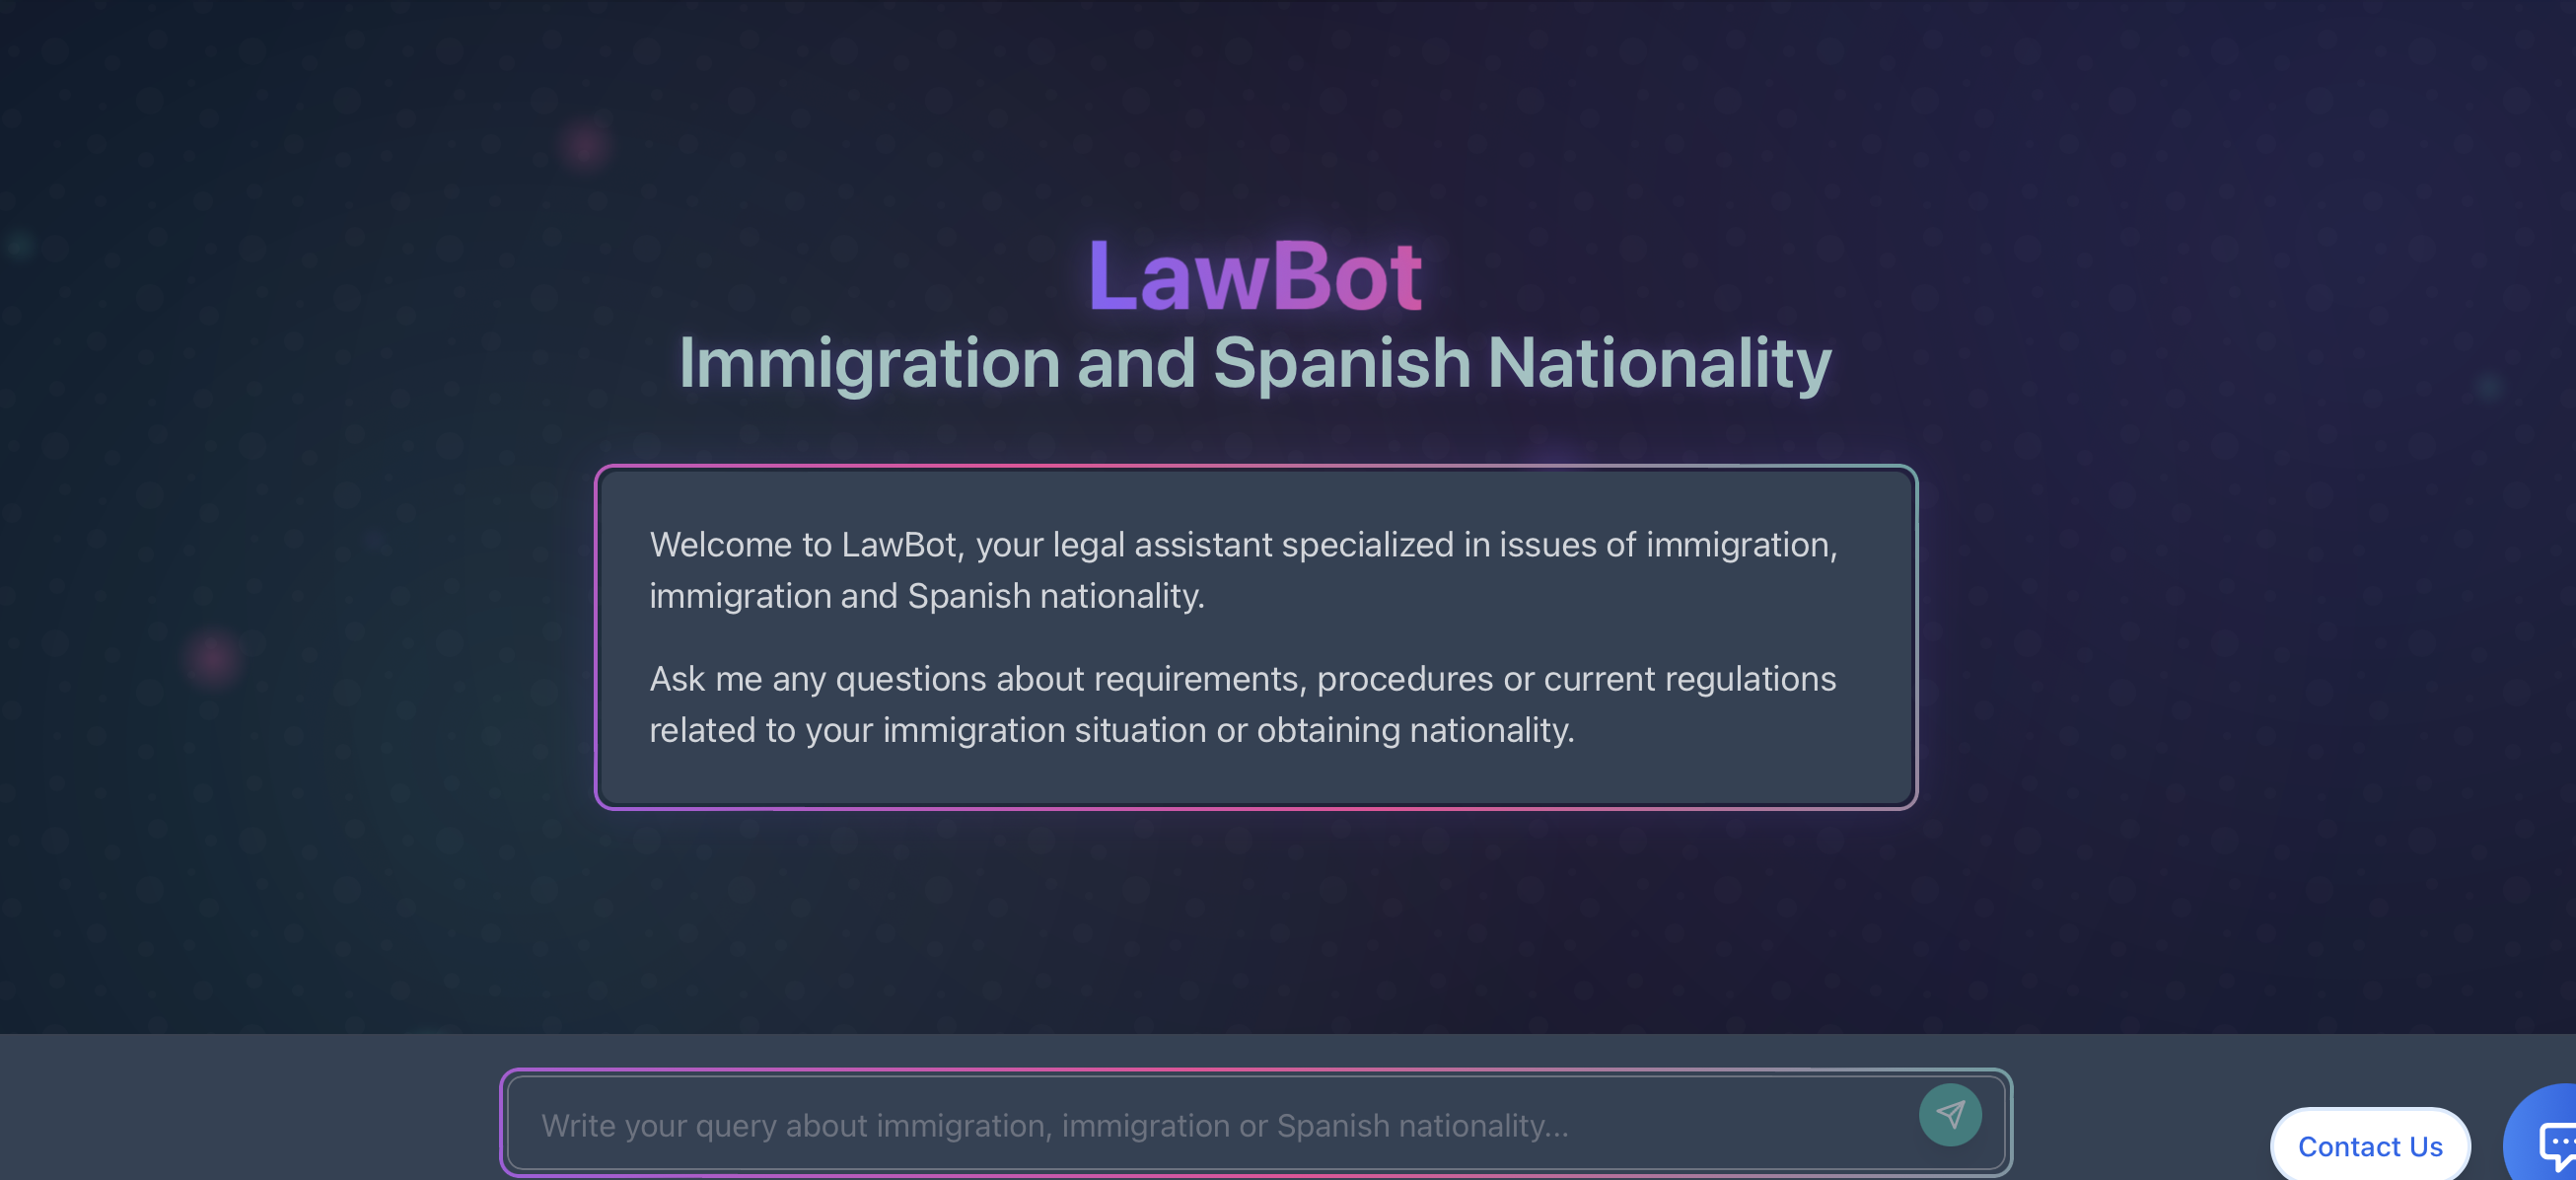 LawBot
Immigration and Spanish Nationality
Welcome to LawBot, your legal assistant specialized in issues of immigration,
immigration and Spanish nationality.
Ask me any questions about requirements, procedures or current regulations
related to your immigration situation or obtaining nationality.
Write your query about immigration, immigration or Spanish nationality...
Contact Us